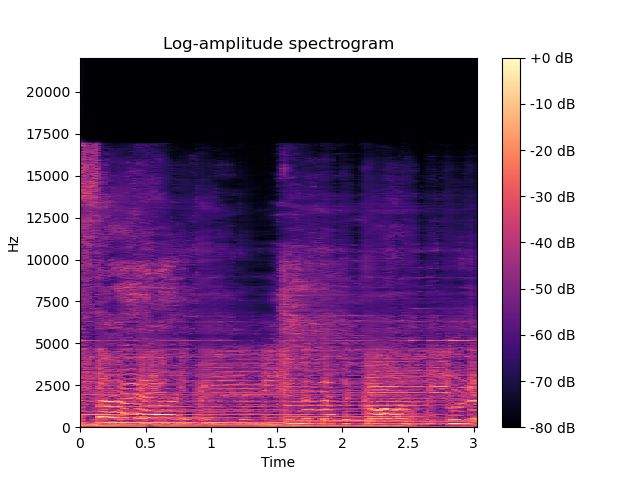 Log-amplitude spectrogram
Hz
20000
17500
15000
12500
10000
7500
5000
2500
0
0 0.5 1 1.5 2 2.5 3
Time
+0 dB
-10 dB
-20 dB
-30 dB
-40 dB
-50 dB
-60 dB
-70 dB
-80 dB